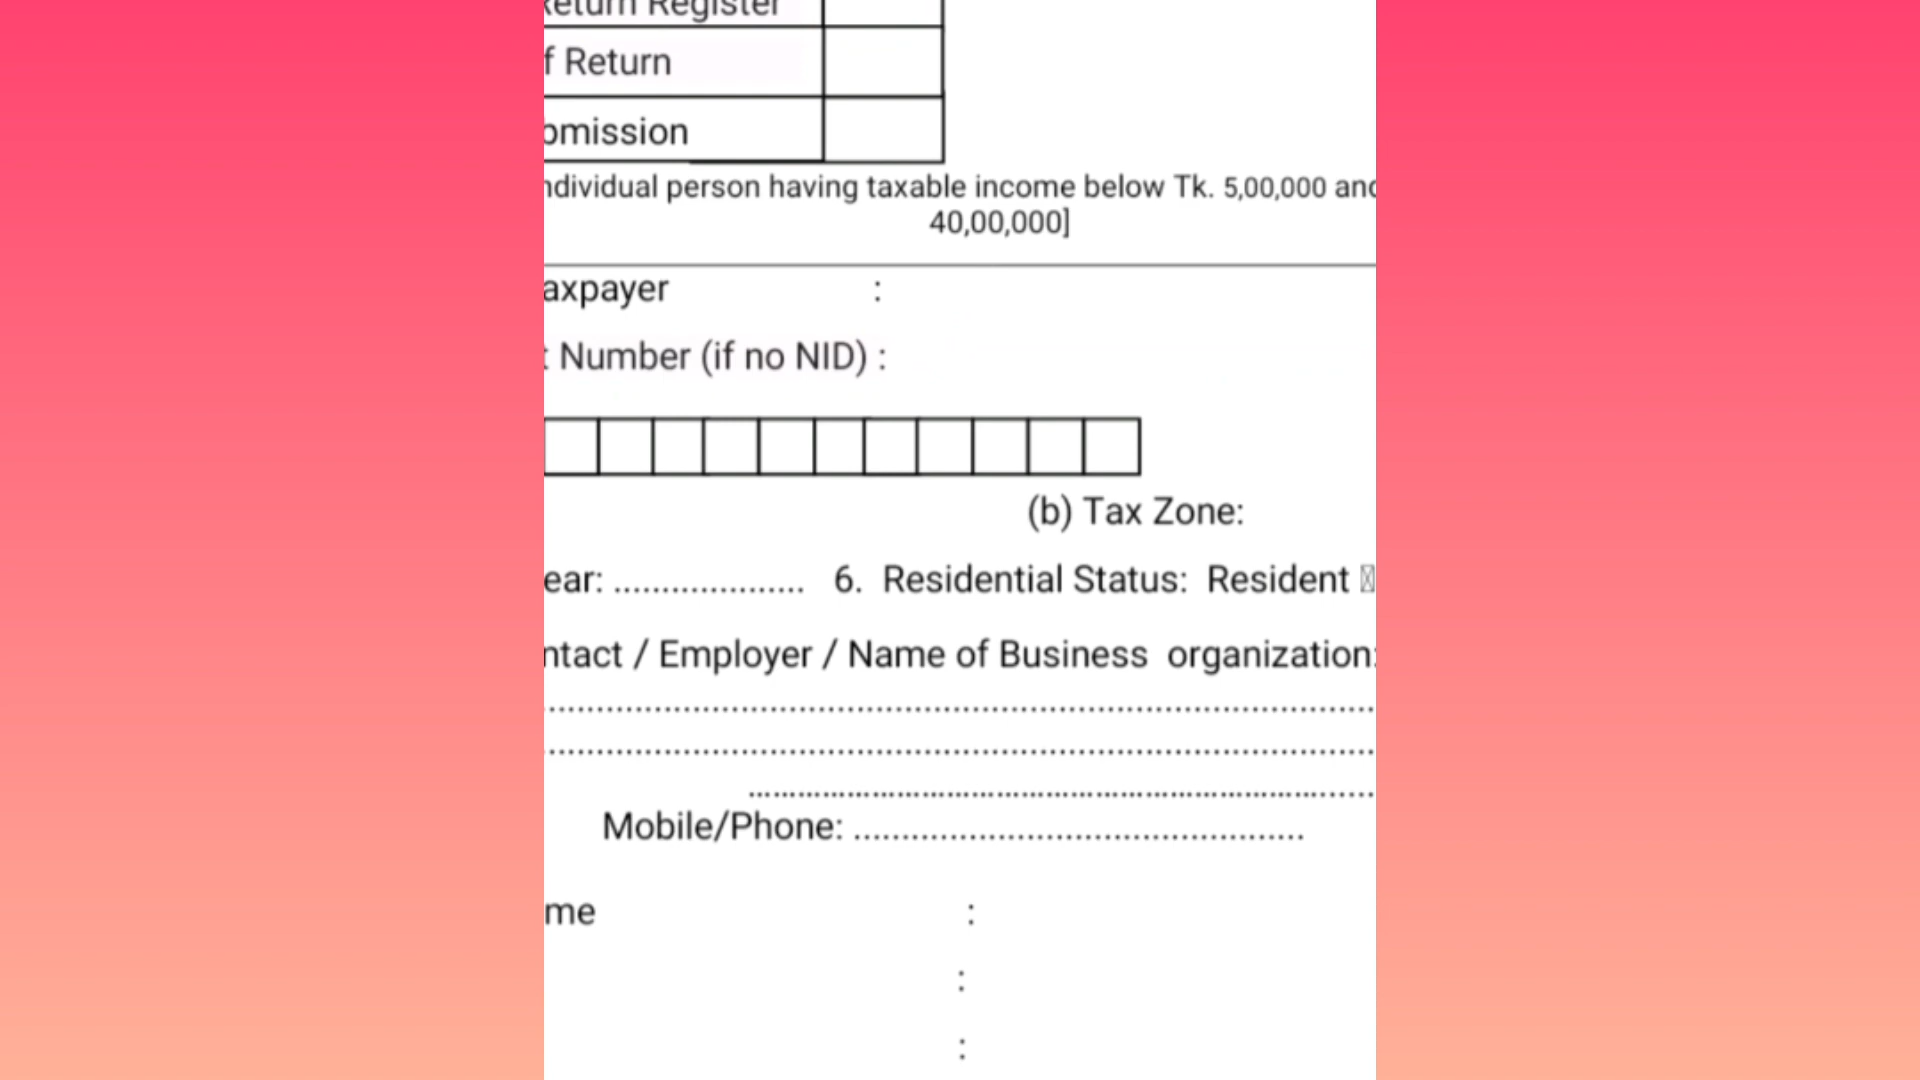 Return Register
f Return
bmission
ndividual person having taxable income below Tk. 5,00,000 and
40,00,000]
axpayer :
t Number (if no NID) :
(b) Tax Zone:
ear: ................... 6. Residential Status: Resident
ntact / Employer / Name of Business organization:
Mobile/Phone: .............................................
me :
:
: